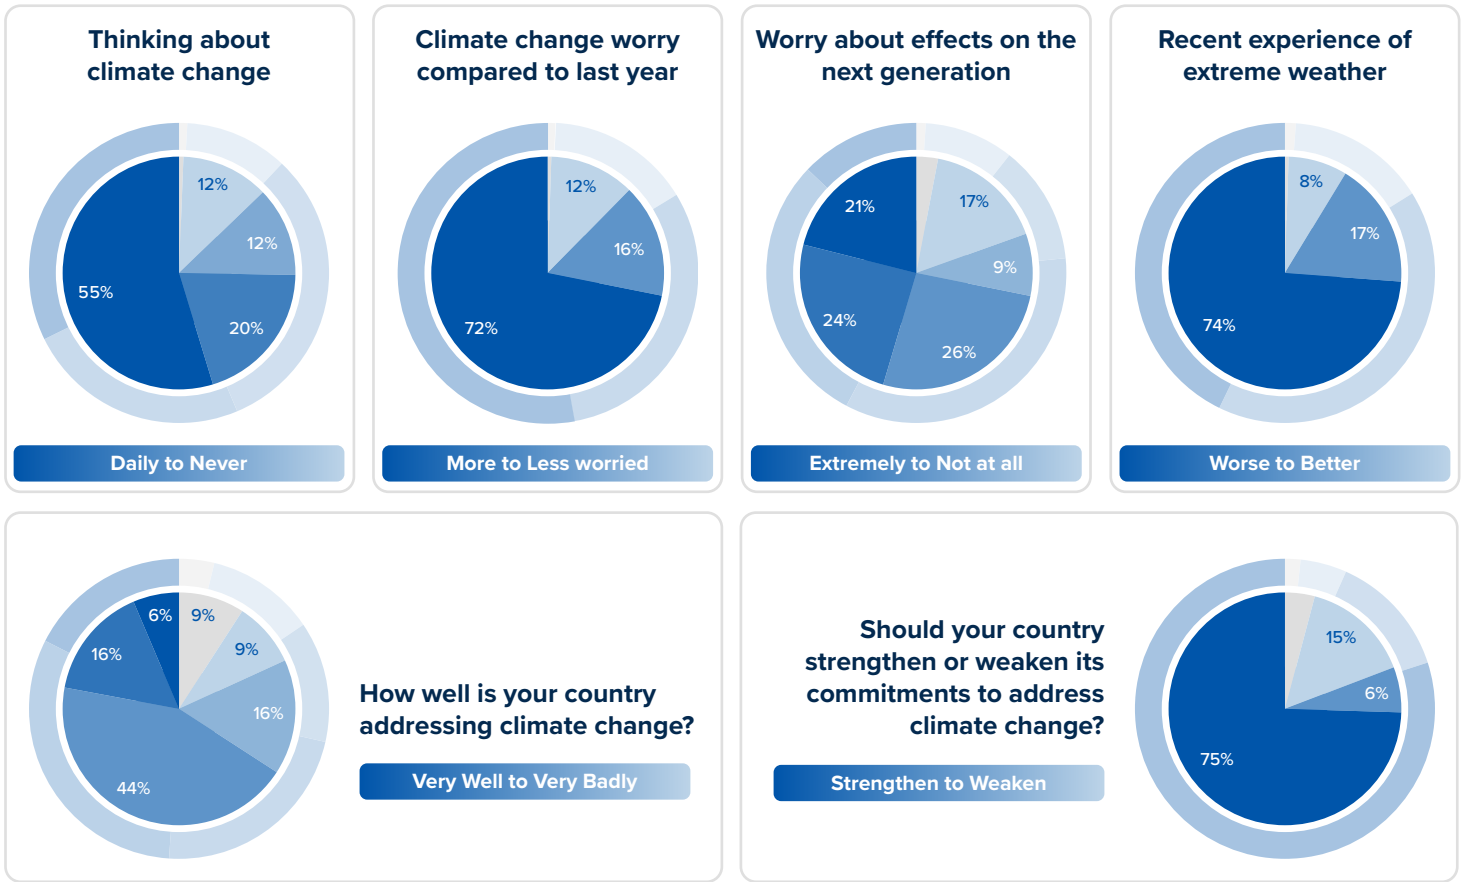 Thinking about
climate change
12%
12%
20%
55%
Daily to Never
Climate change worry
compared to last year
12%
16%
72%
More to Less worried
Worry about effects on the
next generation
17%
9%
26%
24%
21%
Extremely to Not at all
Recent experience of
extreme weather
8%
17%
74%
Worse to Better
9%
9%
16%
44%
16%
6%
How well is your country
addressing climate change?
Very Well to Very Badly
Should your country
strengthen or weaken its
commitments to address
climate change?
Strengthen to Weaken
15%
6%
75%